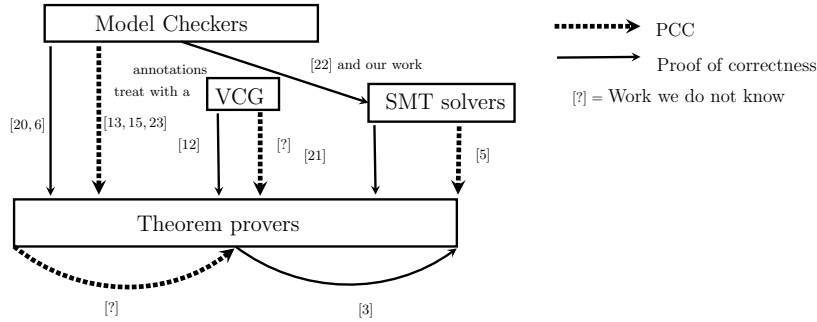 Model Checkers
PCC
[22] and our work
Proof of correctness
annotations
treat with a
VCG
SMT solvers
[?] = Work we do not know
[20, 6]
[13, 15, 23]
[12]
[?]
[21]
[5]
Theorem provers
[?]
[3]